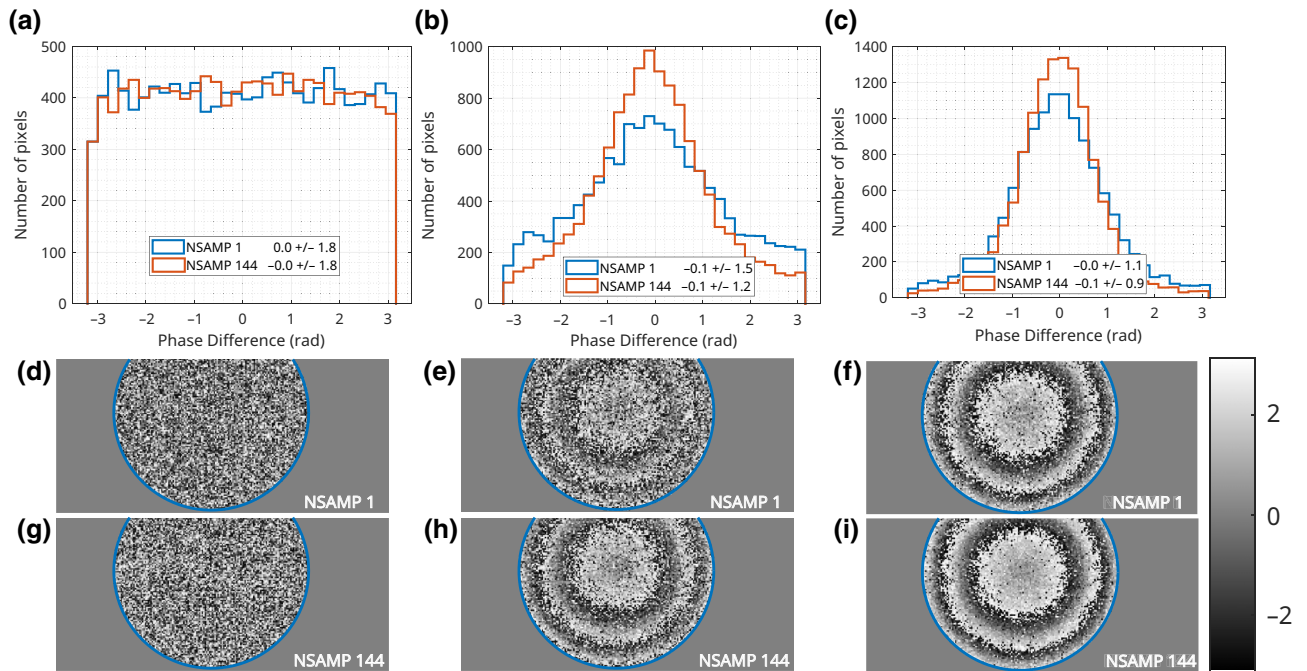 (a)
500
400
300
200
100
0
Number of pixels
NSAMP 1 0.0 +/– 1.8
NSAMP 144 –0.0 +/– 1.8
–3 –2 –1 0 1 2 3
Phase Difference (rad)
(b)
1000
800
600
400
200
0
Number of pixels
NSAMP 1 –0.1 +/– 1.5
NSAMP 144 –0.1 +/– 1.2
–3 –2 –1 0 1 2 3
Phase Difference (rad)
(c)
1400
1200
1000
800
600
400
200
0
Number of pixels
NSAMP 1 –0.0 +/– 1.1
NSAMP 144 –0.1 +/– 0.9
–3 –2 –1 0 1 2 3
Phase Difference (rad)
(d)
NSAMP 1
(e)
NSAMP 1
(f)
NSAMP 1
(g)
NSAMP 144
(h)
NSAMP 144
(i)
NSAMP 144
2
0
–2